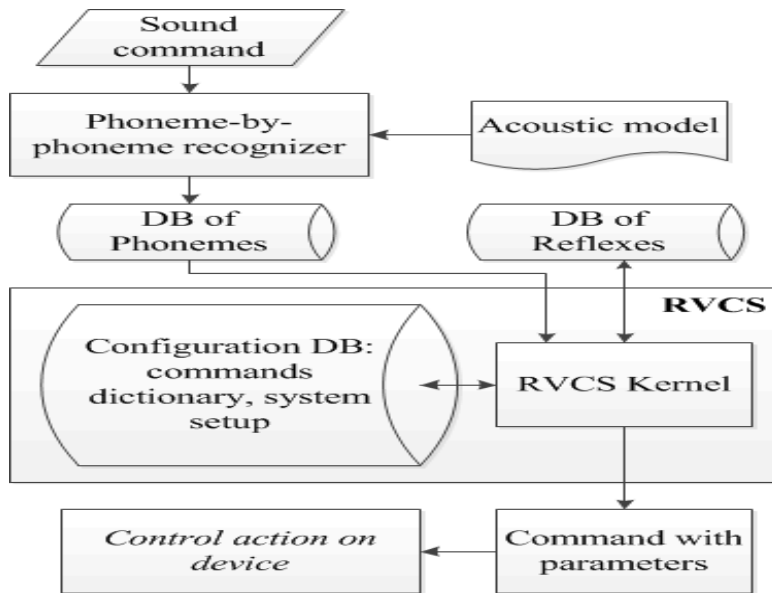 Sound
command
Phoneme-by-
phoneme recognizer
Acoustic model
DB of
Phonemes
DB of
Reflexes
RVCS
Configuration DB:
commands
dictionary, system
setup
RVCS Kernel
Control action on
device
Command with
parameters